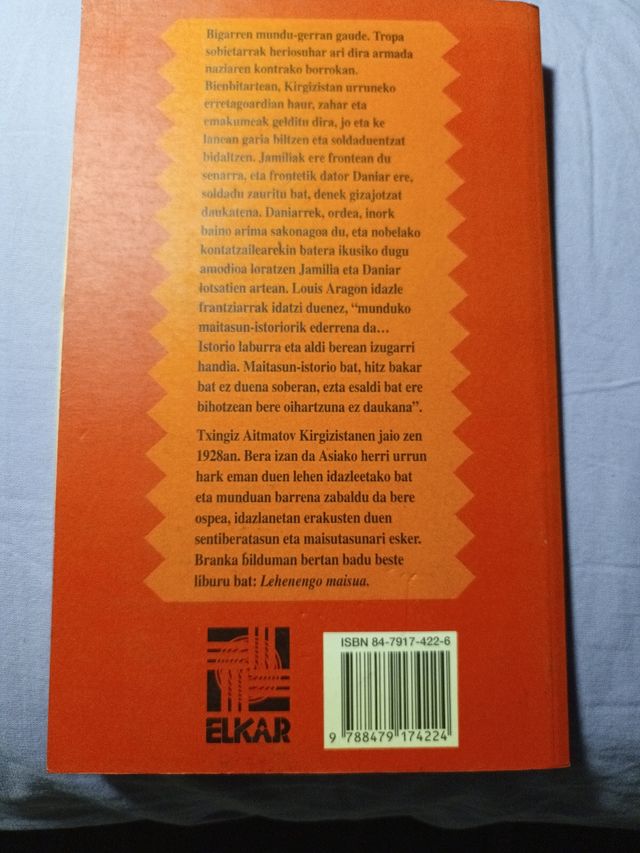 Bigarren mundu-gerran gaude. Tropa
sobietarrak heriosuhar ari dira armada
naziaren kontrako borrokan.
Bienbitartean, Kirgizistan urruneko
erretagoardian haur, zahar eta
emakumeak gelditu dira, jo eta ke
lanean garia biltzen eta soldaduentzat
bidaltzen. Jamiliak ere frontean du
senarra, eta frontetik dator Daniar ere,
soldadu zauritu bat, denek gizajotzat
daukatena. Daniarrek, ordea, inork
baino arima sakonagoa du, eta nobelako
kontatzailearekin batera ikusiko dugu
amodioa loratzen Jamilia eta Daniar
lotsatien artean. Louis Aragon idazle
frantziarrak idatzi duenez, “munduko
maitasun-istoriorik ederrena da…
Istorio laburra eta aldi berean izugarri
handia. Maitasun-istorio bat, hitz bakar
bat ez duena soberan, ezta esaldi bat ere
bihotzean bere oihartzuna ez daukana”.
Txingiz Aitmatov Kirgizistanen jaio zen
1928an. Bera izan da Asiako herri urrun
hark eman duen lehen idazleetako bat
eta munduan barrena zabaldu da bere
ospea, idazlanetan erakusten duen
sentiberatasun eta maisutasunari esker.
Branka bilduman bertan badu beste
liburu bat: Lehenengo maisua.
ELKAR
ISBN 84-7917-422-6
9 788479 174224